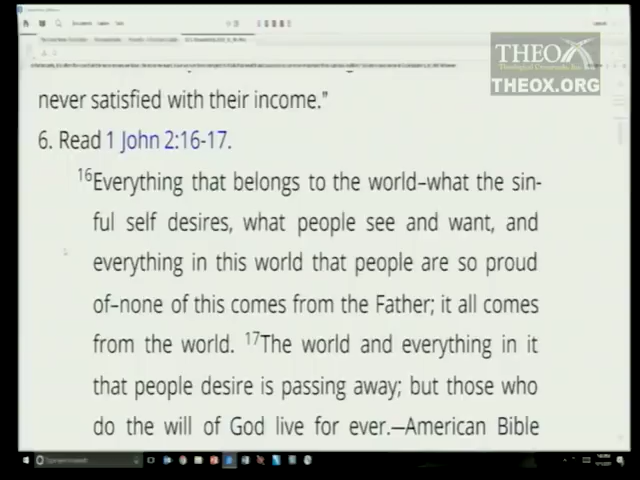 THEOX
THEOX.ORG
never satisfied with their income."
6. Read 1 John 2:16-17.
16Everything that belongs to the world–what the sin-
ful self desires, what people see and want, and
everything in this world that people are so proud
of–none of this comes from the Father; it all comes
from the world. 17The world and everything in it
that people desire is passing away; but those who
do the will of God live for ever.—American Bible